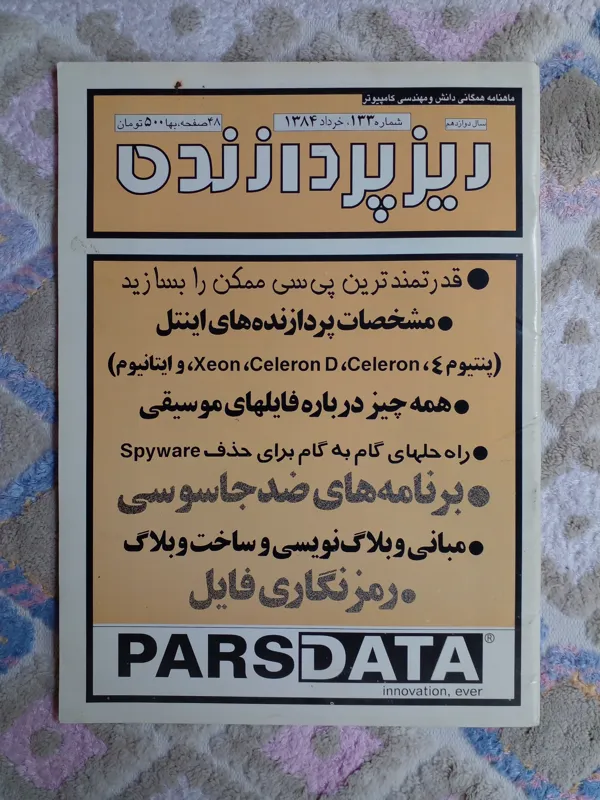 ماهنامه همگانی دانش و مهندسی کامپیوتر
سال دوازدهم
شماره ۱۳۳، خرداد ۱۳۸۴
۴۸ صفحه، بها ۵۰۰ تومان
ریزپردازنده
● قدرتمندترین پی‌سی ممکن را بسازید
● مشخصات پردازنده‌های اینتل
(پنتیوم ۴، Celeron، Celeron D، Xeon، و ایتانیوم)
● همه چیز درباره فایلهای موسیقی
● راه حلهای گام به گام برای حذف Spyware
● برنامه‌های ضدجاسوسی
● مبانی وبلاگ‌نویسی و ساخت وبلاگ
● رمزنگاری فایل
PARSDATA®
innovation, ever